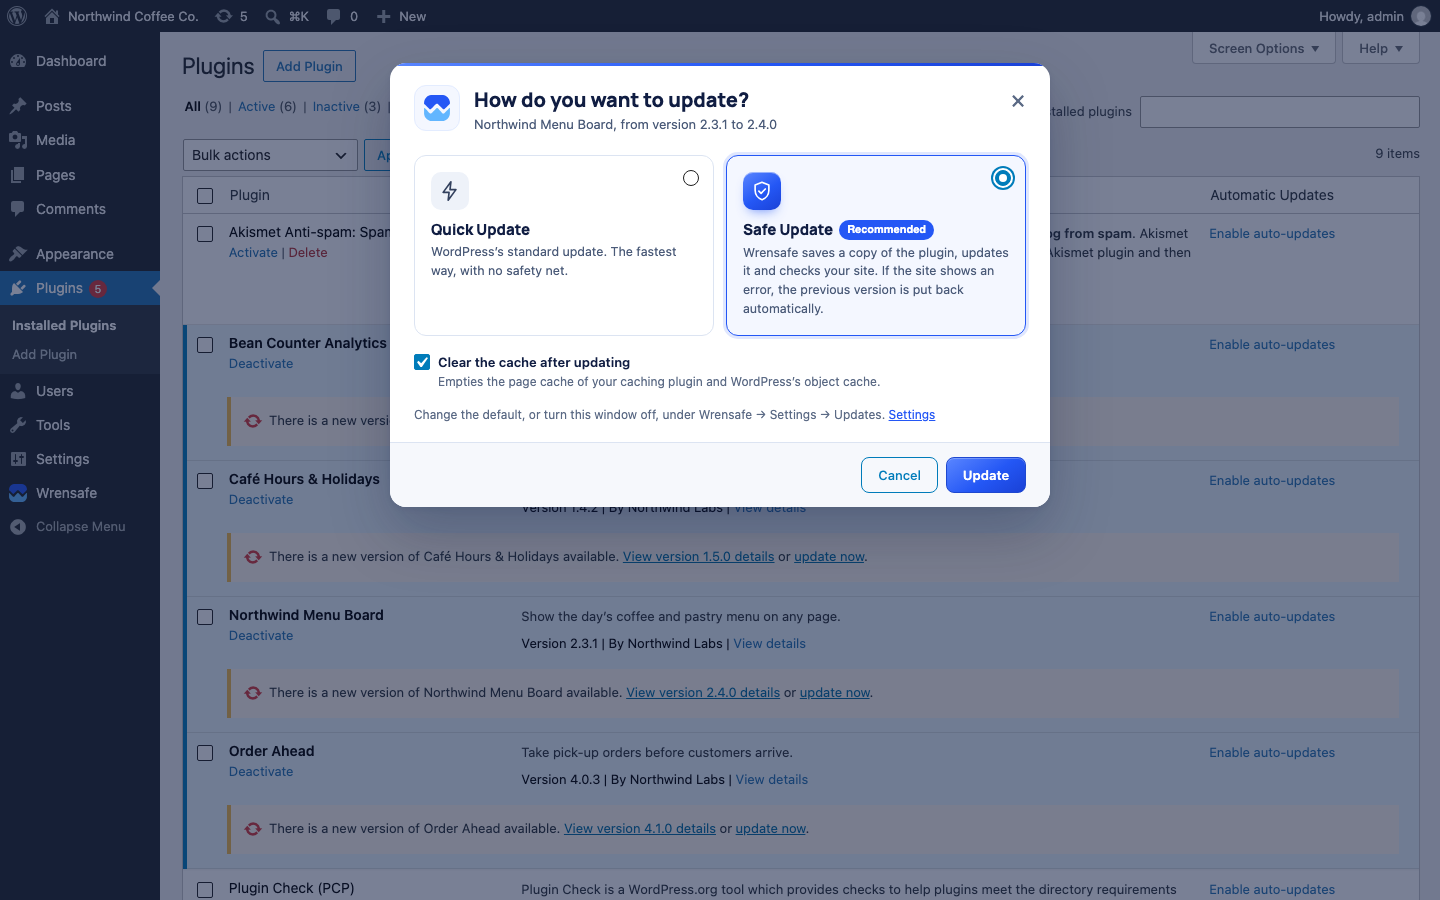 Northwind Coffee Co. 5 ⌘K 0 New Howdy, admin
Dashboard
Posts
Media
Pages
Comments
Appearance
Plugins 5
Installed Plugins
Add Plugin
Users
Tools
Settings
Wrensafe
Collapse Menu
Screen Options Help
Plugins Add Plugin
All (9) | Active (6) | Inactive (3) |
plugins
Bulk actions
9 items
Plugin Automatic Updates
Akismet Anti-spam:
from spam. Akismet
Akismet plugin and then
Activate | Delete
Enable auto-updates
Bean Counter Analytics
Deactivate
Enable auto-updates
There is a new
Café Hours & Holidays
Deactivate
Version 1.4.2 | By Northwind Labs | View details
Enable auto-updates
There is a new version of Café Hours & Holidays available. View version 1.5.0 details or update now.
Northwind Menu Board
Deactivate
Show the day's coffee and pastry menu on any page.
Version 2.3.1 | By Northwind Labs | View details
Enable auto-updates
There is a new version of Northwind Menu Board available. View version 2.4.0 details or update now.
Order Ahead
Deactivate
Take pick-up orders before customers arrive.
Version 4.0.3 | By Northwind Labs | View details
Enable auto-updates
There is a new version of Order Ahead available. View version 4.1.0 details or update now.
Plugin Check (PCP)
Plugin Check is a WordPress.org tool which provides checks to help plugins meet the directory requirements
Enable auto-updates
How do you want to update?
Northwind Menu Board, from version 2.3.1 to 2.4.0
Quick Update
WordPress's standard update. The fastest
way, with no safety net.
Safe Update Recommended
Wrensafe saves a copy of the plugin, updates
it and checks your site. If the site shows an
error, the previous version is put back
automatically.
Clear the cache after updating
Empties the page cache of your caching plugin and WordPress's object cache.
Change the default, or turn this window off, under Wrensafe → Settings → Updates. Settings
Cancel Update